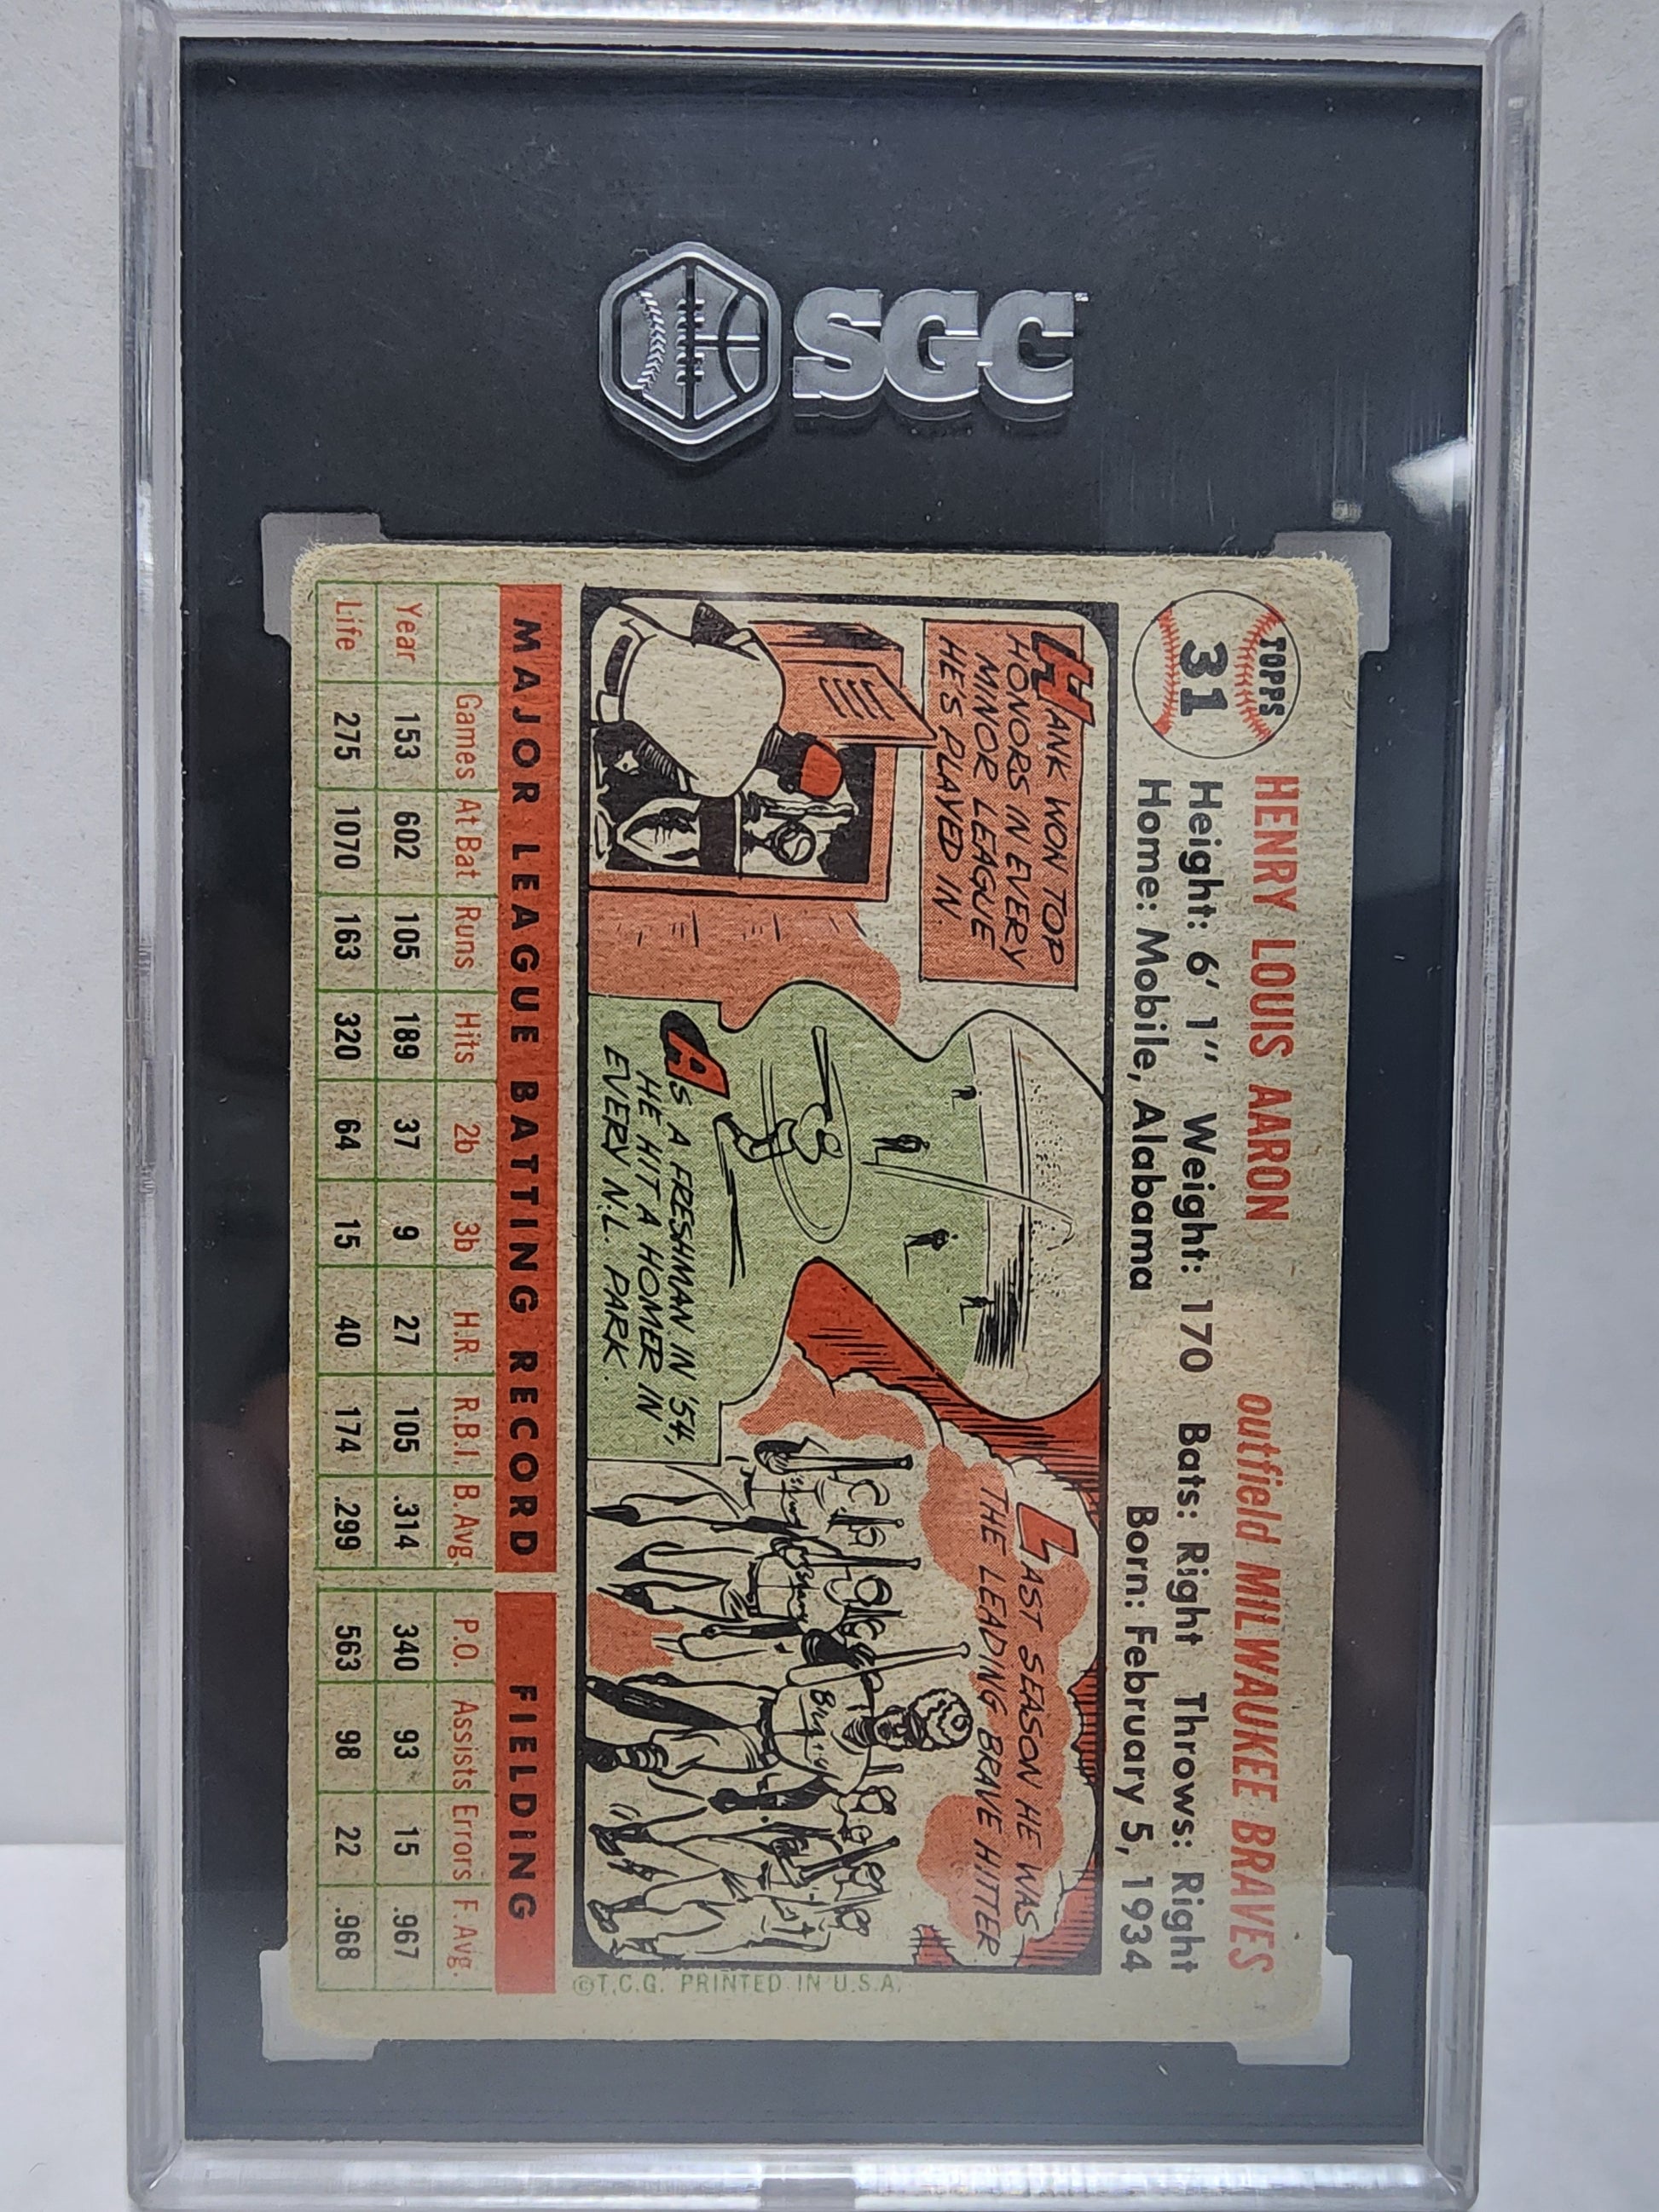 SGC
TOPPS
31
HENRY LOUIS AARON outfield MILWAUKEE BRAVES
Height: 6' 1" Weight: 170 Bats: Right Throws: Right
Home: Mobile, Alabama Born: February 5, 1934
HANK WON TOP
HONORS IN EVERY
MINOR LEAGUE
HE'S PLAYED IN
AS A FRESHMAN IN '54,
HE HIT A HOMER IN
EVERY N.L. PARK.
LAST SEASON HE WAS
THE LEADING BRAVE HITTER
©T.C.G. PRINTED IN U.S.A.
MAJOR LEAGUE BATTING RECORD FIELDING
Games At Bat Runs Hits 2b 3b H.R. R.B.I. B.Avg. P.O. Assists Errors F.Avg.
Year 153 602 105 189 37 9 27 105 .314 340 93 15 .967
Life 275 1070 163 320 64 15 40 174 .299 563 98 22 .968